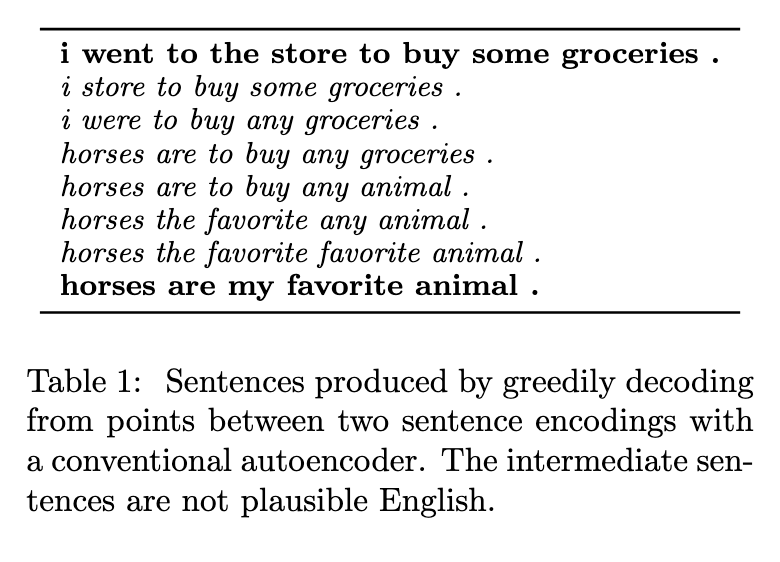 i went to the store to buy some groceries .
i store to buy some groceries .
i were to buy any groceries .
horses are to buy any groceries .
horses are to buy any animal .
horses the favorite any animal .
horses the favorite favorite animal .
horses are my favorite animal .
Table 1: Sentences produced by greedily decoding
from points between two sentence encodings with
a conventional autoencoder. The intermediate sen-
tences are not plausible English.